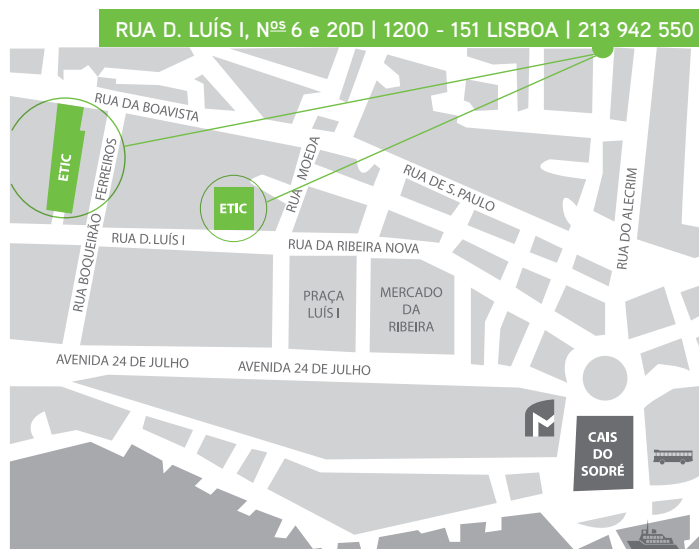 RUA D. LUÍS I, Nos 6 e 20D | 1200 - 151 LISBOA | 213 942 550
RUA DA BOAVISTA
ETIC
RUA BOQUEIRÃO FERREIROS
RUA MOEDA
RUA DE S. PAULO
RUA DO ALECRIM
ETIC
RUA D. LUÍS I
RUA DA RIBEIRA NOVA
PRAÇA
LUÍS I
MERCADO
DA
RIBEIRA
AVENIDA 24 DE JULHO
AVENIDA 24 DE JULHO
M
CAIS
DO
SODRÉ